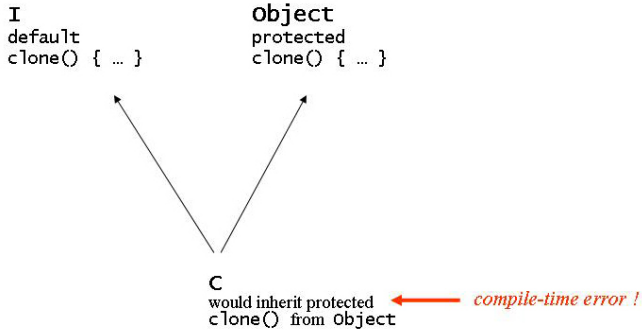 I
default
clone() { … }
Object
protected
clone() { … }
C
would inherit protected
clone() from Object
compile-time error !